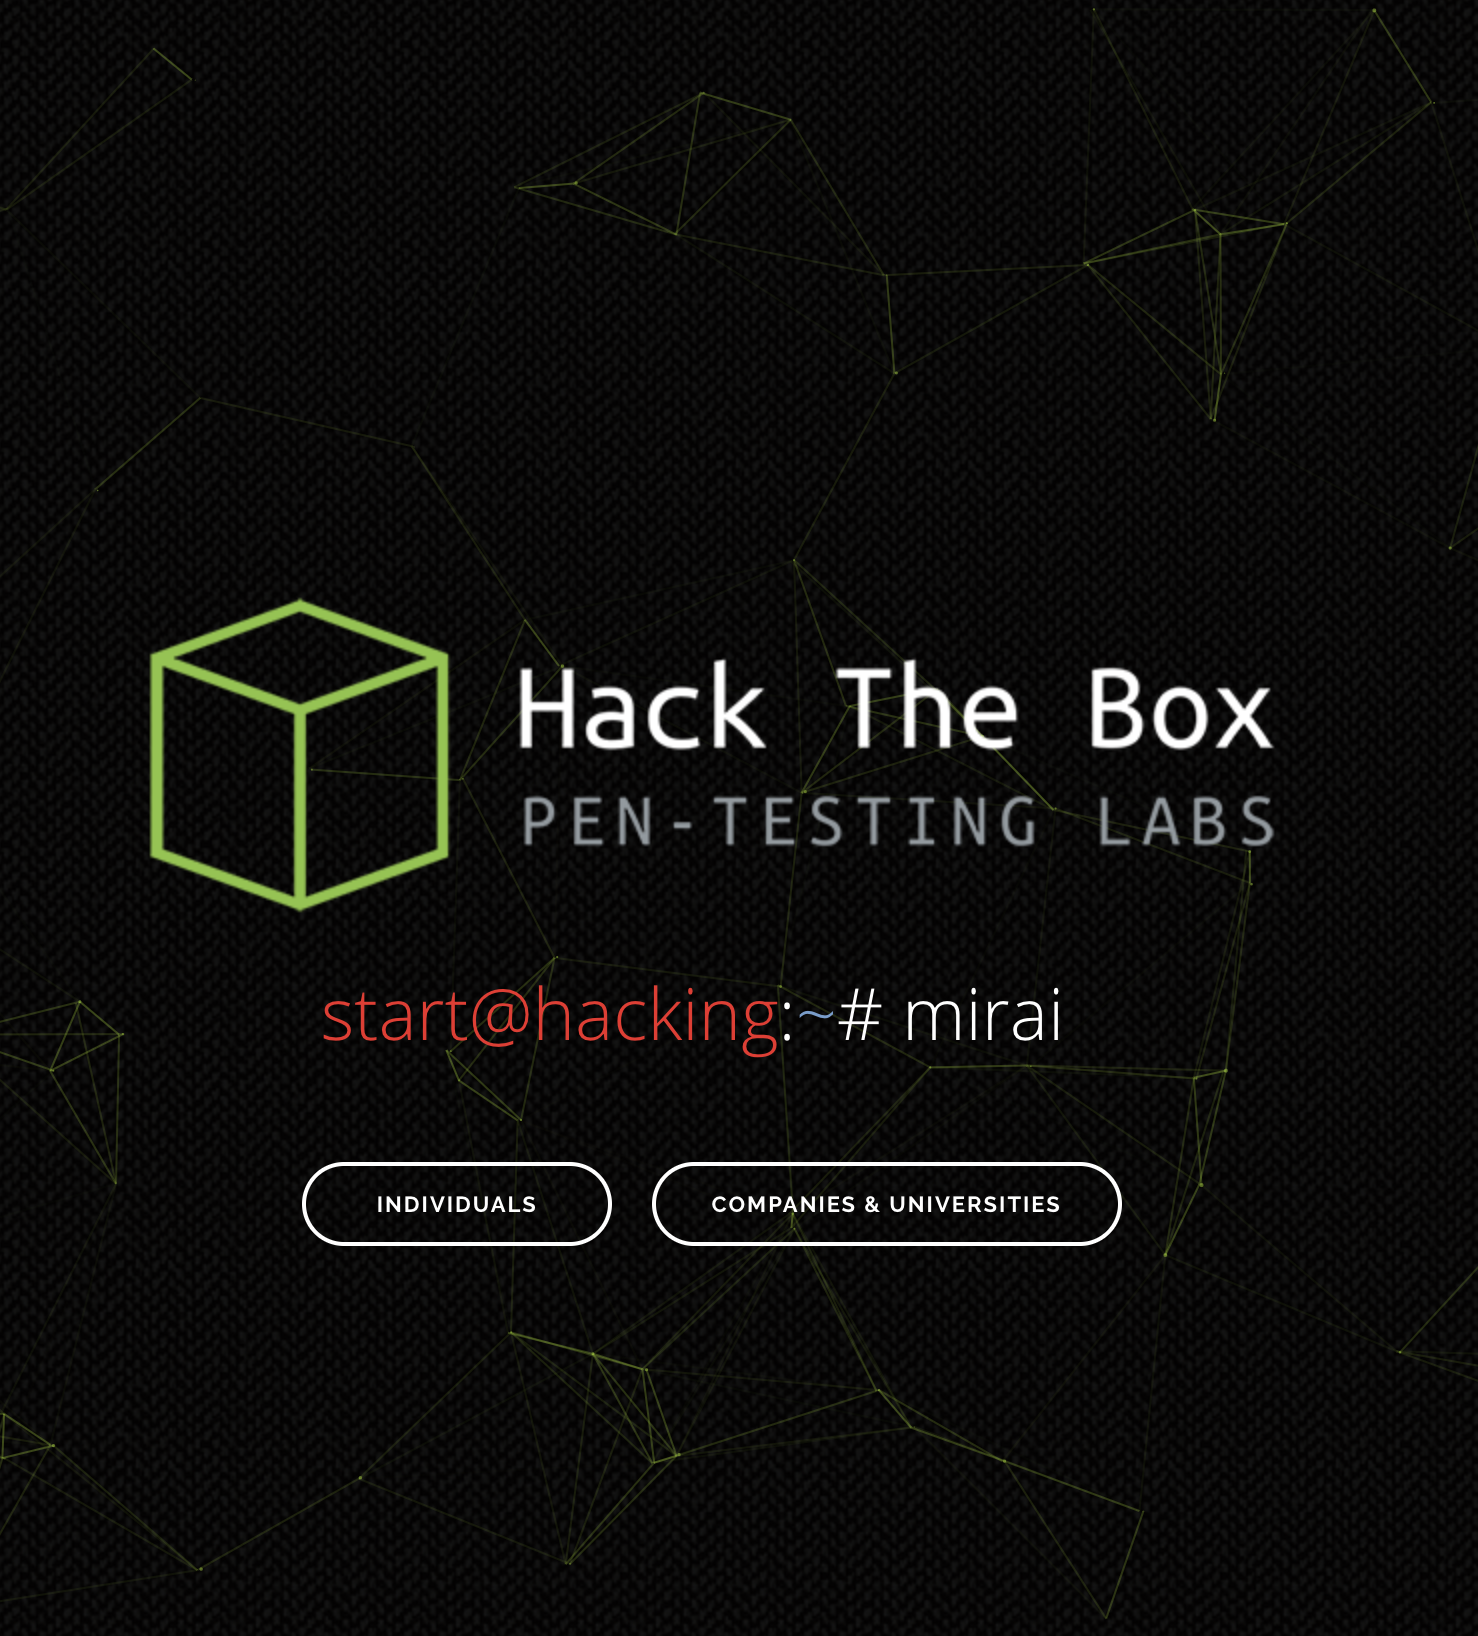 Hack The Box
PEN-TESTING LABS
start@hacking:~# mirai
INDIVIDUALS
COMPANIES & UNIVERSITIES